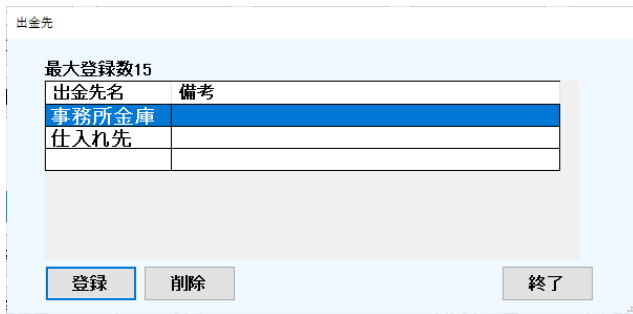 出金先
最大登録数15
出金先名 備考
事務所金庫
仕入れ先
登録 削除 終了